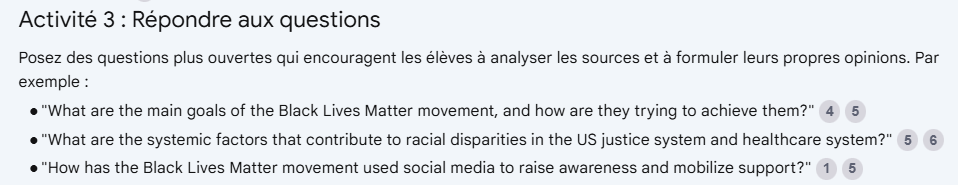 Activité 3 : Répondre aux questions
Posez des questions plus ouvertes qui encouragent les élèves à analyser les sources et à formuler leurs propres opinions. Par
exemple :
● "What are the main goals of the Black Lives Matter movement, and how are they trying to achieve them?" 4 5
● "What are the systemic factors that contribute to racial disparities in the US justice system and healthcare system?" 5 6
● "How has the Black Lives Matter movement used social media to raise awareness and mobilize support?" 1 5